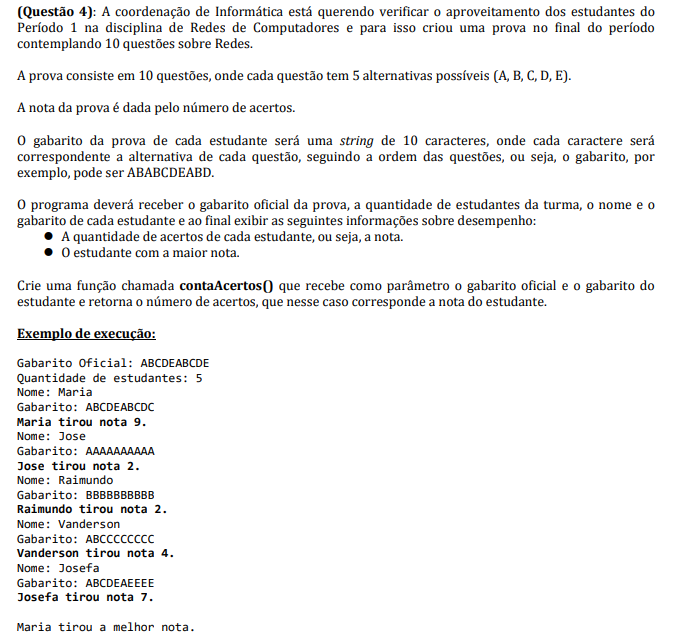 (Questão 4): A coordenação de Informática está querendo verificar o aproveitamento dos estudantes do
Período 1 na disciplina de Redes de Computadores e para isso criou uma prova no final do período
contemplando 10 questões sobre Redes.
A prova consiste em 10 questões, onde cada questão tem 5 alternativas possíveis (A, B, C, D, E).
A nota da prova é dada pelo número de acertos.
O gabarito da prova de cada estudante será uma string de 10 caracteres, onde cada caractere será
correspondente a alternativa de cada questão, seguindo a ordem das questões, ou seja, o gabarito, por
exemplo, pode ser ABABCDEABD.
O programa deverá receber o gabarito oficial da prova, a quantidade de estudantes da turma, o nome e o
gabarito de cada estudante e ao final exibir as seguintes informações sobre desempenho:
● A quantidade de acertos de cada estudante, ou seja, a nota.
● O estudante com a maior nota.
Crie uma função chamada contaAcertos() que recebe como parâmetro o gabarito oficial e o gabarito do
estudante e retorna o número de acertos, que nesse caso corresponde a nota do estudante.
Exemplo de execução:
Gabarito Oficial: ABCDEABCDE
Quantidade de estudantes: 5
Nome: Maria
Gabarito: ABCDEABCDC
Maria tirou nota 9.
Nome: Jose
Gabarito: AAAAAAAAAA
Jose tirou nota 2.
Nome: Raimundo
Gabarito: BBBBBBBBBB
Raimundo tirou nota 2.
Nome: Vanderson
Gabarito: ABCCCCCCCC
Vanderson tirou nota 4.
Nome: Josefa
Gabarito: ABCDEAEEEE
Josefa tirou nota 7.
Maria tirou a melhor nota.